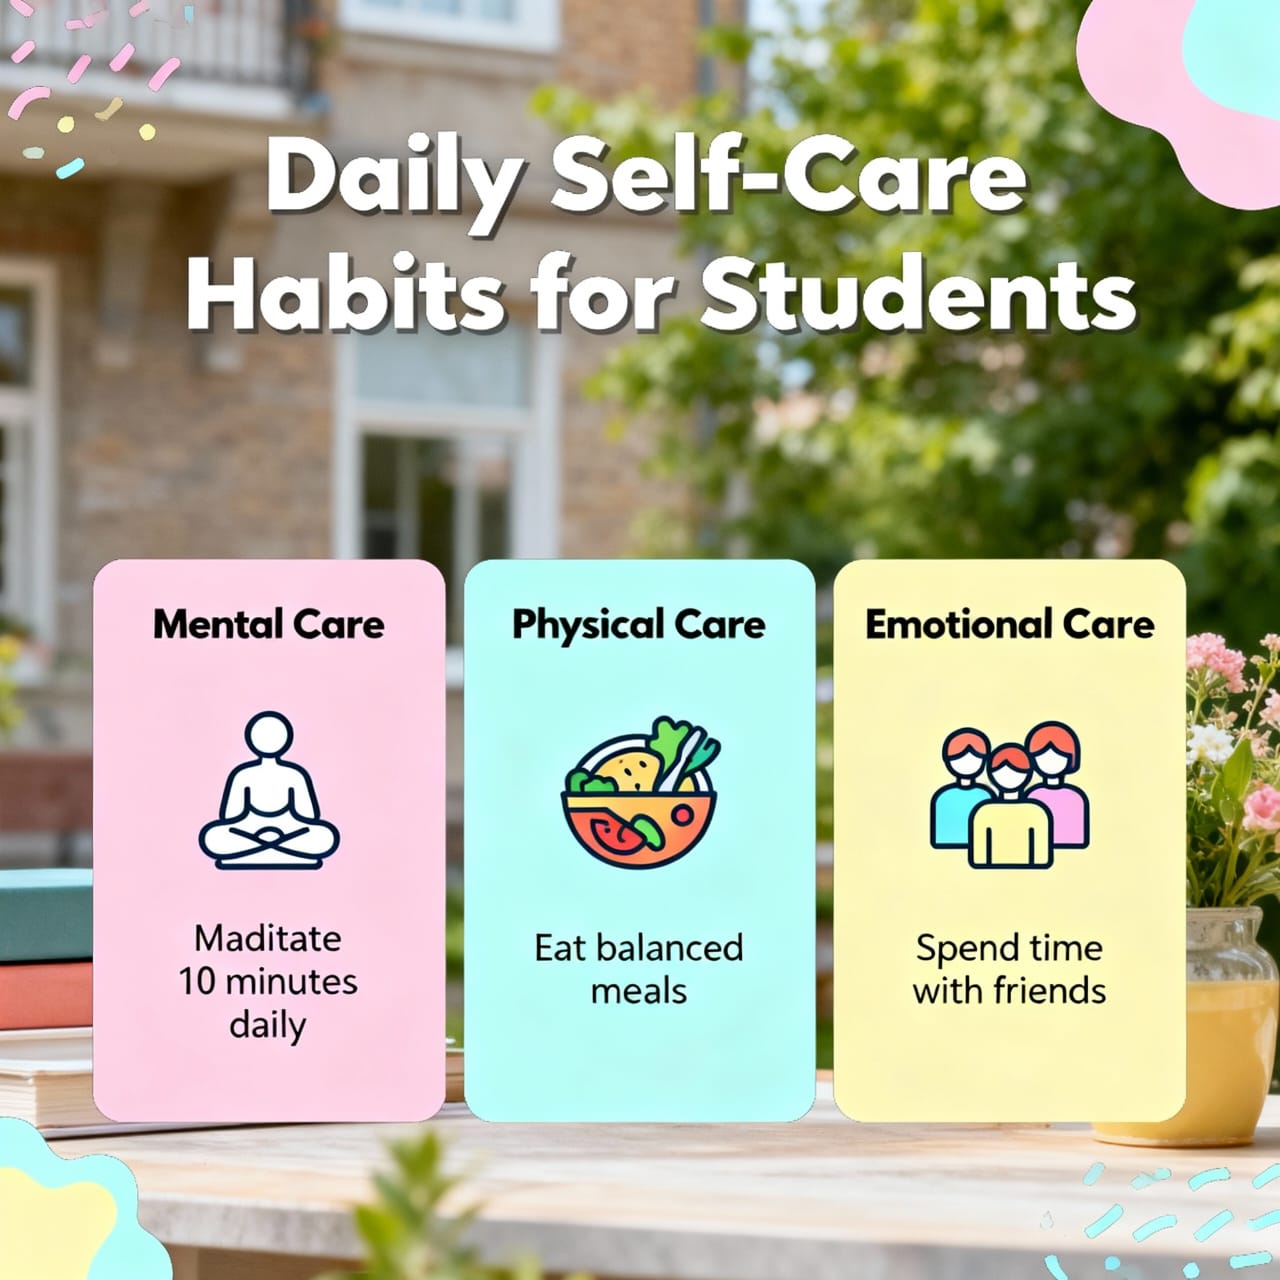 Daily Self-Care
Habits for Students
Mental Care
Maditate
10 minutes
daily
Physical Care
Eat balanced
meals
Emotional Care
Spend time
with friends